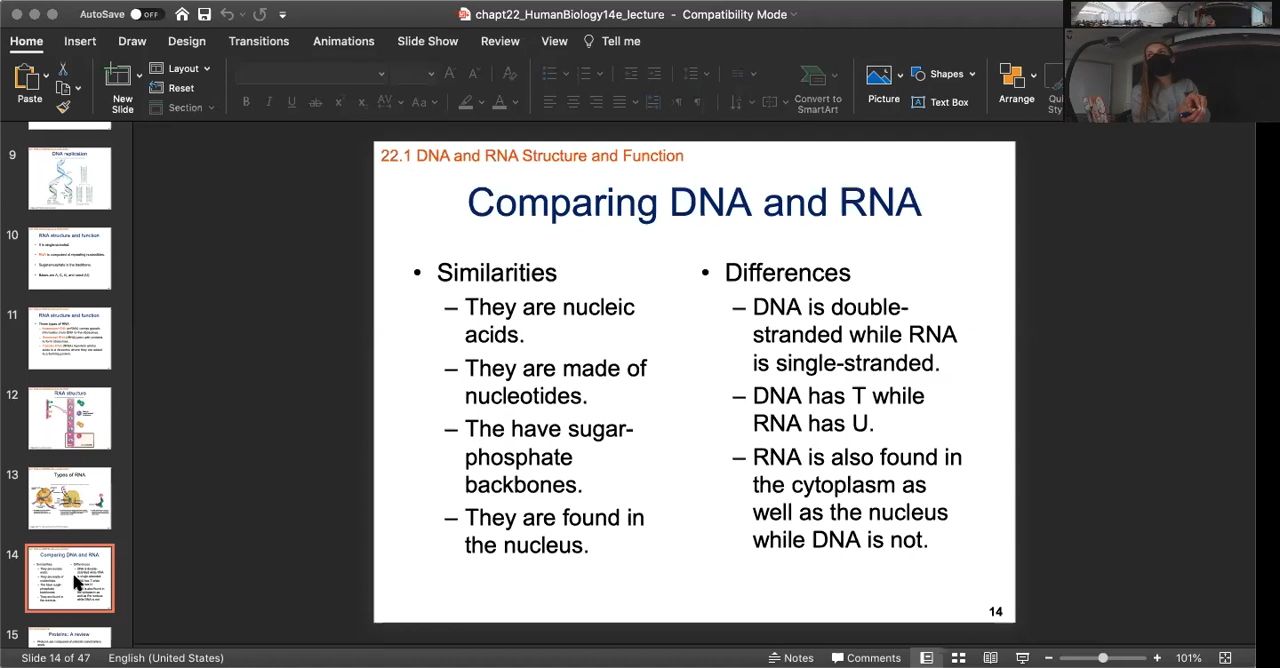 AutoSave OFF
chapt22_HumanBiology14e_lecture - Compatibility Mode
Home Insert Draw Design Transitions Animations Slide Show Review View Tell me
Paste
New Slide
Layout
Reset
Section
Convert to SmartArt
Picture
Shapes
Text Box
Arrange
9
DNA replication
10
RNA structure and function
11
RNA structure and function
12
RNA structure
13
Types of RNA
14
Comparing DNA and RNA
15
Proteins: A review
22.1 DNA and RNA Structure and Function
Comparing DNA and RNA
• Similarities
– They are nucleic
acids.
– They are made of
nucleotides.
– The have sugar-
phosphate
backbones.
– They are found in
the nucleus.
• Differences
– DNA is double-
stranded while RNA
is single-stranded.
– DNA has T while
RNA has U.
– RNA is also found in
the cytoplasm as
well as the nucleus
while DNA is not.
14
Slide 14 of 47 English (United States) Notes Comments 101%